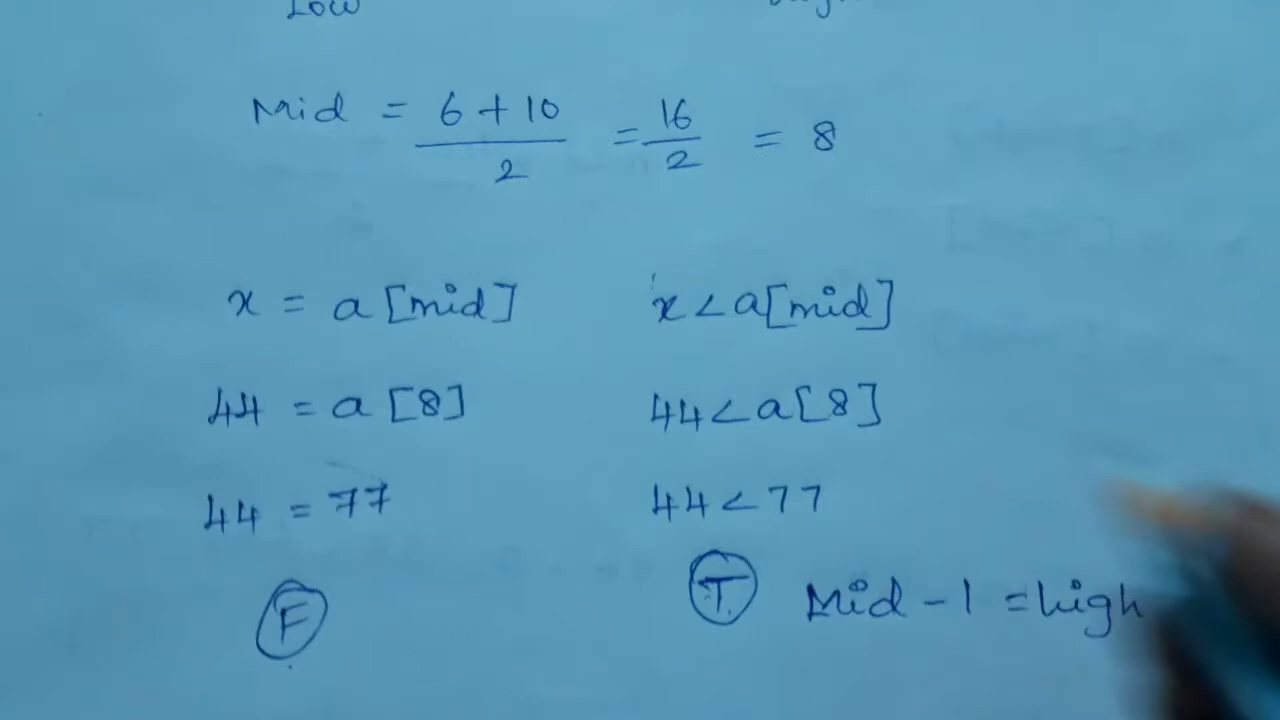 Low
Mid = 6 + 10 / 2 = 16 / 2 = 8
x = a [mid] x < a[mid]
44 = a [8] 44 < a[8]
44 = 77 44 < 77
F T Mid - 1 = high